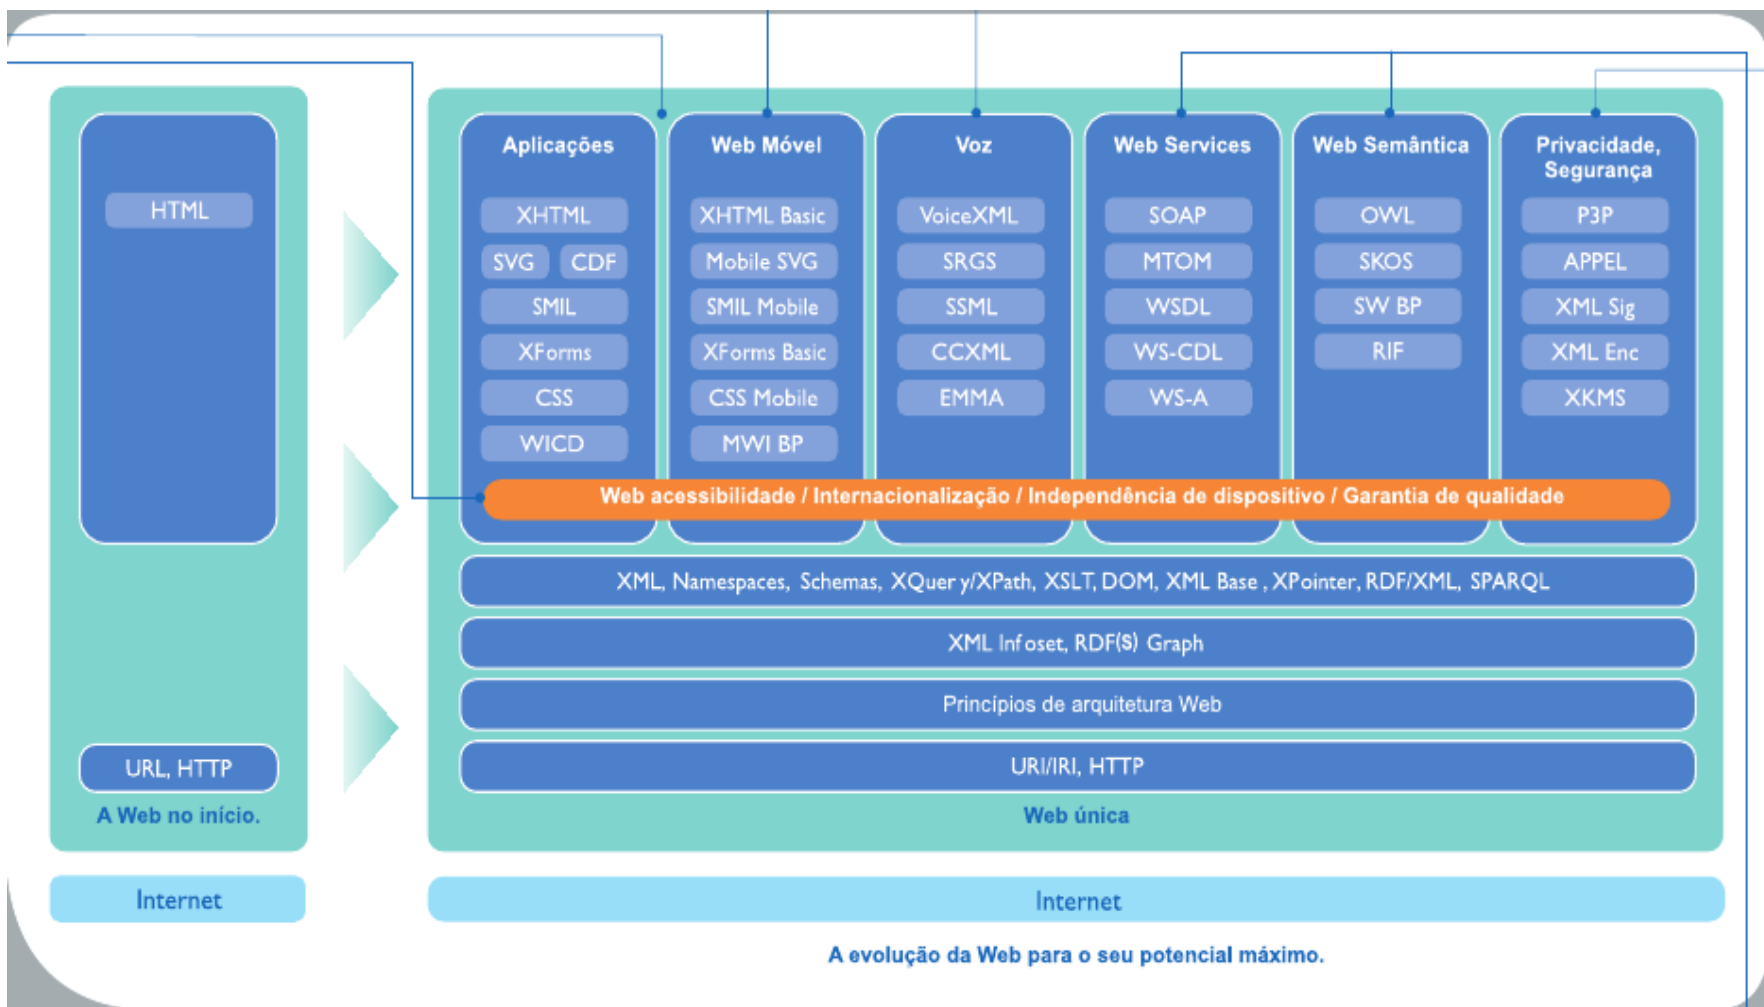 HTML
URL, HTTP
A Web no início.
Internet
Aplicações
XHTML
SVG
CDF
SMIL
XForms
CSS
WICD
Web Móvel
XHTML Basic
Mobile SVG
SMIL Mobile
XForms Basic
CSS Mobile
MWI BP
Voz
VoiceXML
SRGS
SSML
CCXML
EMMA
Web Services
SOAP
MTOM
WSDL
WS-CDL
WS-A
Web Semântica
OWL
SKOS
SW BP
RIF
Privacidade,
Segurança
P3P
APPEL
XML Sig
XML Enc
XKMS
Web acessibilidade / Internacionalização / Independência de dispositivo / Garantia de qualidade
XML, Namespaces, Schemas, XQuery/XPath, XSLT, DOM, XML Base, XPointer, RDF/XML, SPARQL
XML Infoset, RDF(S) Graph
Princípios de arquitetura Web
URI/IRI, HTTP
Web única
Internet
A evolução da Web para o seu potencial máximo.